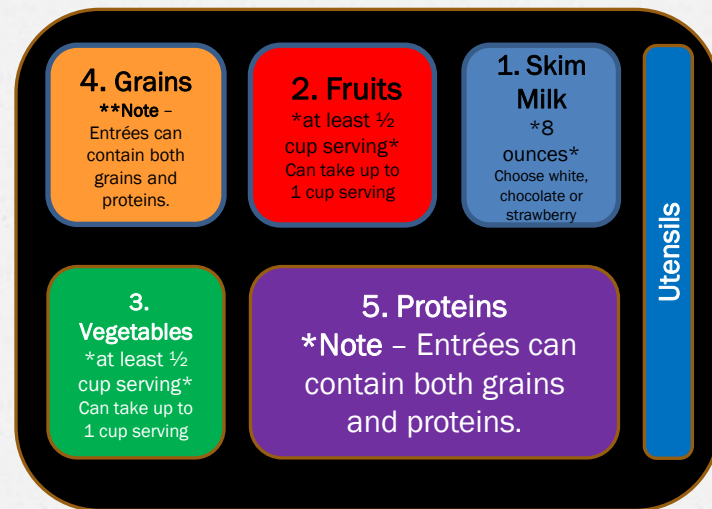 4. Grains
**Note –
Entrées can
contain both
grains and
proteins.
2. Fruits
*at least ½
cup serving*
Can take up to
1 cup serving
1. Skim
Milk
*8
ounces*
Choose white,
chocolate or
strawberry
Utensils
3.
Vegetables
*at least ½
cup serving*
Can take up to
1 cup serving
5. Proteins
*Note – Entrées can
contain both grains
and proteins.